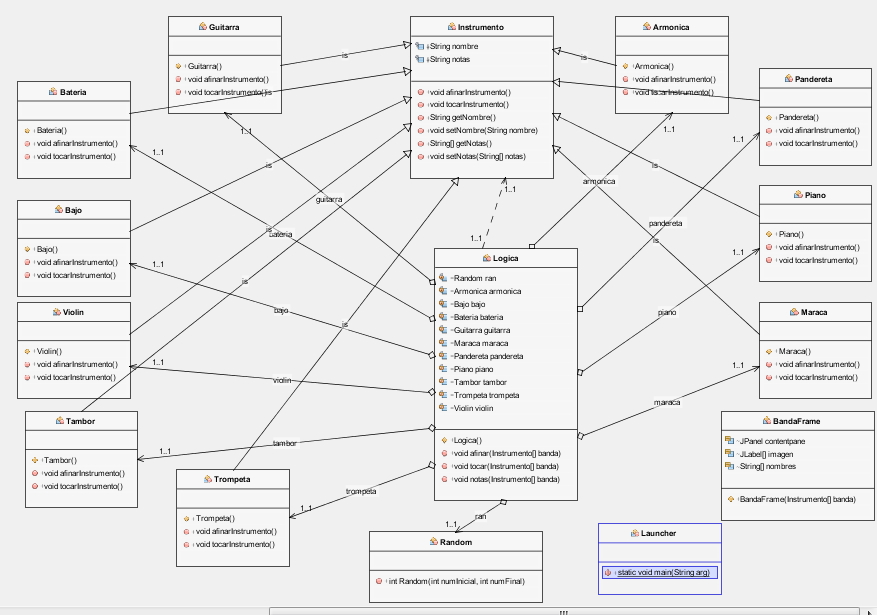 Guitarra
Guitarra()
void afinarInstrumento()
void tocarInstrumento()
Instrumento
String nombre
String notas
void afinarInstrumento()
void tocarInstrumento()
String getNombre()
void setNombre(String nombre)
String[] getNotas()
void setNotas(String[] notas)
Armonica
Armonica()
void afinarInstrumento()
void tocarInstrumento()
Bateria
Bateria()
void afinarInstrumento()
void tocarInstrumento()
Pandereta
Pandereta()
void afinarInstrumento()
void tocarInstrumento()
Bajo
Bajo()
void afinarInstrumento()
void tocarInstrumento()
Piano
Piano()
void afinarInstrumento()
void tocarInstrumento()
Violin
Violin()
void afinarInstrumento()
void tocarInstrumento()
Maraca
Maraca()
void afinarInstrumento()
void tocarInstrumento()
Logica
Random ran
Armonica armonica
Bajo bajo
Bateria bateria
Guitarra guitarra
Maraca maraca
Pandereta pandereta
Piano piano
Tambor tambor
Trompeta trompeta
Violin violin
Logica()
void afinar(Instrumento[] banda)
void tocar(Instrumento[] banda)
void notas(Instrumento[] banda)
Tambor
Tambor()
void afinarInstrumento()
void tocarInstrumento()
Trompeta
Trompeta()
void afinarInstrumento()
void tocarInstrumento()
BandaFrame
JPanel contentpane
JLabel[] imagen
String[] nombres
BandaFrame(Instrumento[] banda)
Random
int Random(int numInicial, int numFinal)
Launcher
static void main(String arg)
is
is
is
is
is
is
is
is
is
1..1
1..1
1..1
1..1
1..1
1..1
1..1
1..1
1..1
1..1
1..1
1..1
1..1
guitarra
bateria
bajo
violin
tambor
trompeta
ran
armonica
pandereta
piano
maraca